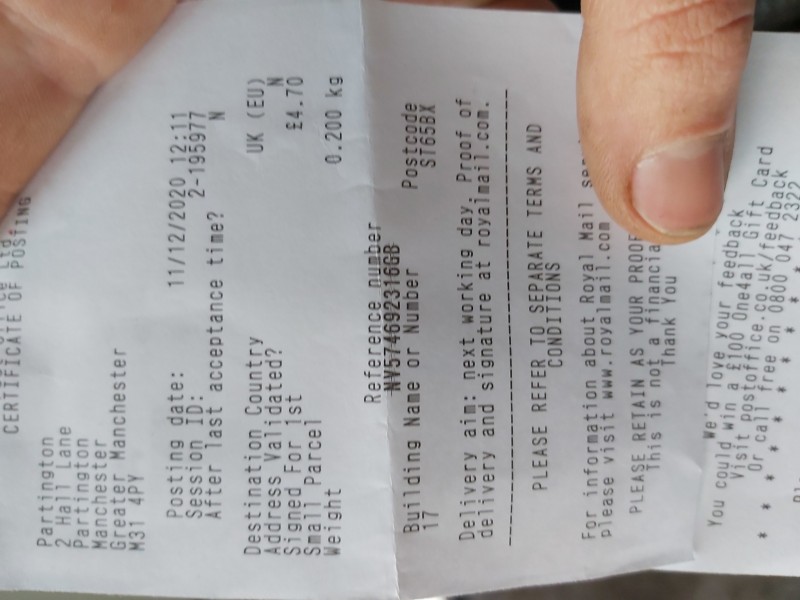 CERTIFICATE OF POSTING
Partington
2 Hall Lane
Partington
Manchester
Greater Manchester
M31 4PY
Posting date: 11/12/2020 12:11
Session ID: 2-195977
After last acceptance time? N
Destination Country UK (EU)
Address Validated? N
Signed For 1st £4.70
Small Parcel
Weight 0.200 kg
Reference number
NV574692316GB
Building Name or Number Postcode
17 ST65BX
Delivery aim: next working day. Proof of
delivery and signature at royalmail.com.
PLEASE REFER TO SEPARATE TERMS AND
CONDITIONS
For information about Royal Mail
please visit www.royalmail.com
PLEASE RETAIN AS YOUR PROOF
This is not a financia
Thank You
We'd love your feedback
You could win a £100 One4all Gift Card
Visit postoffice.co.uk/feedback
Or call free on 0800 047 2322
* * * * * * * * *